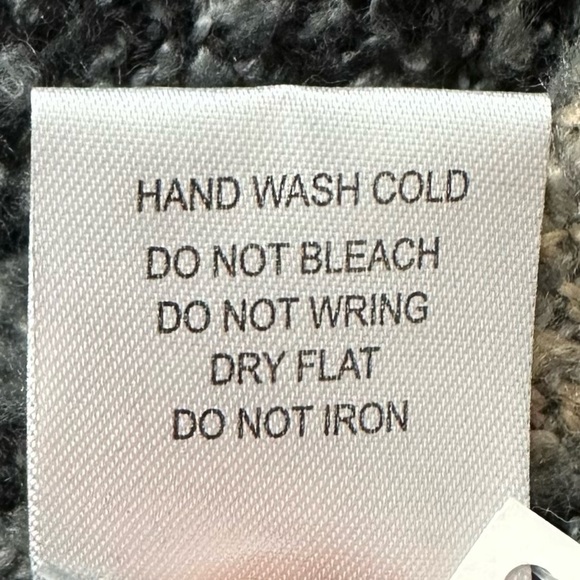 HAND WASH COLD
DO NOT BLEACH
DO NOT WRING
DRY FLAT
DO NOT IRON